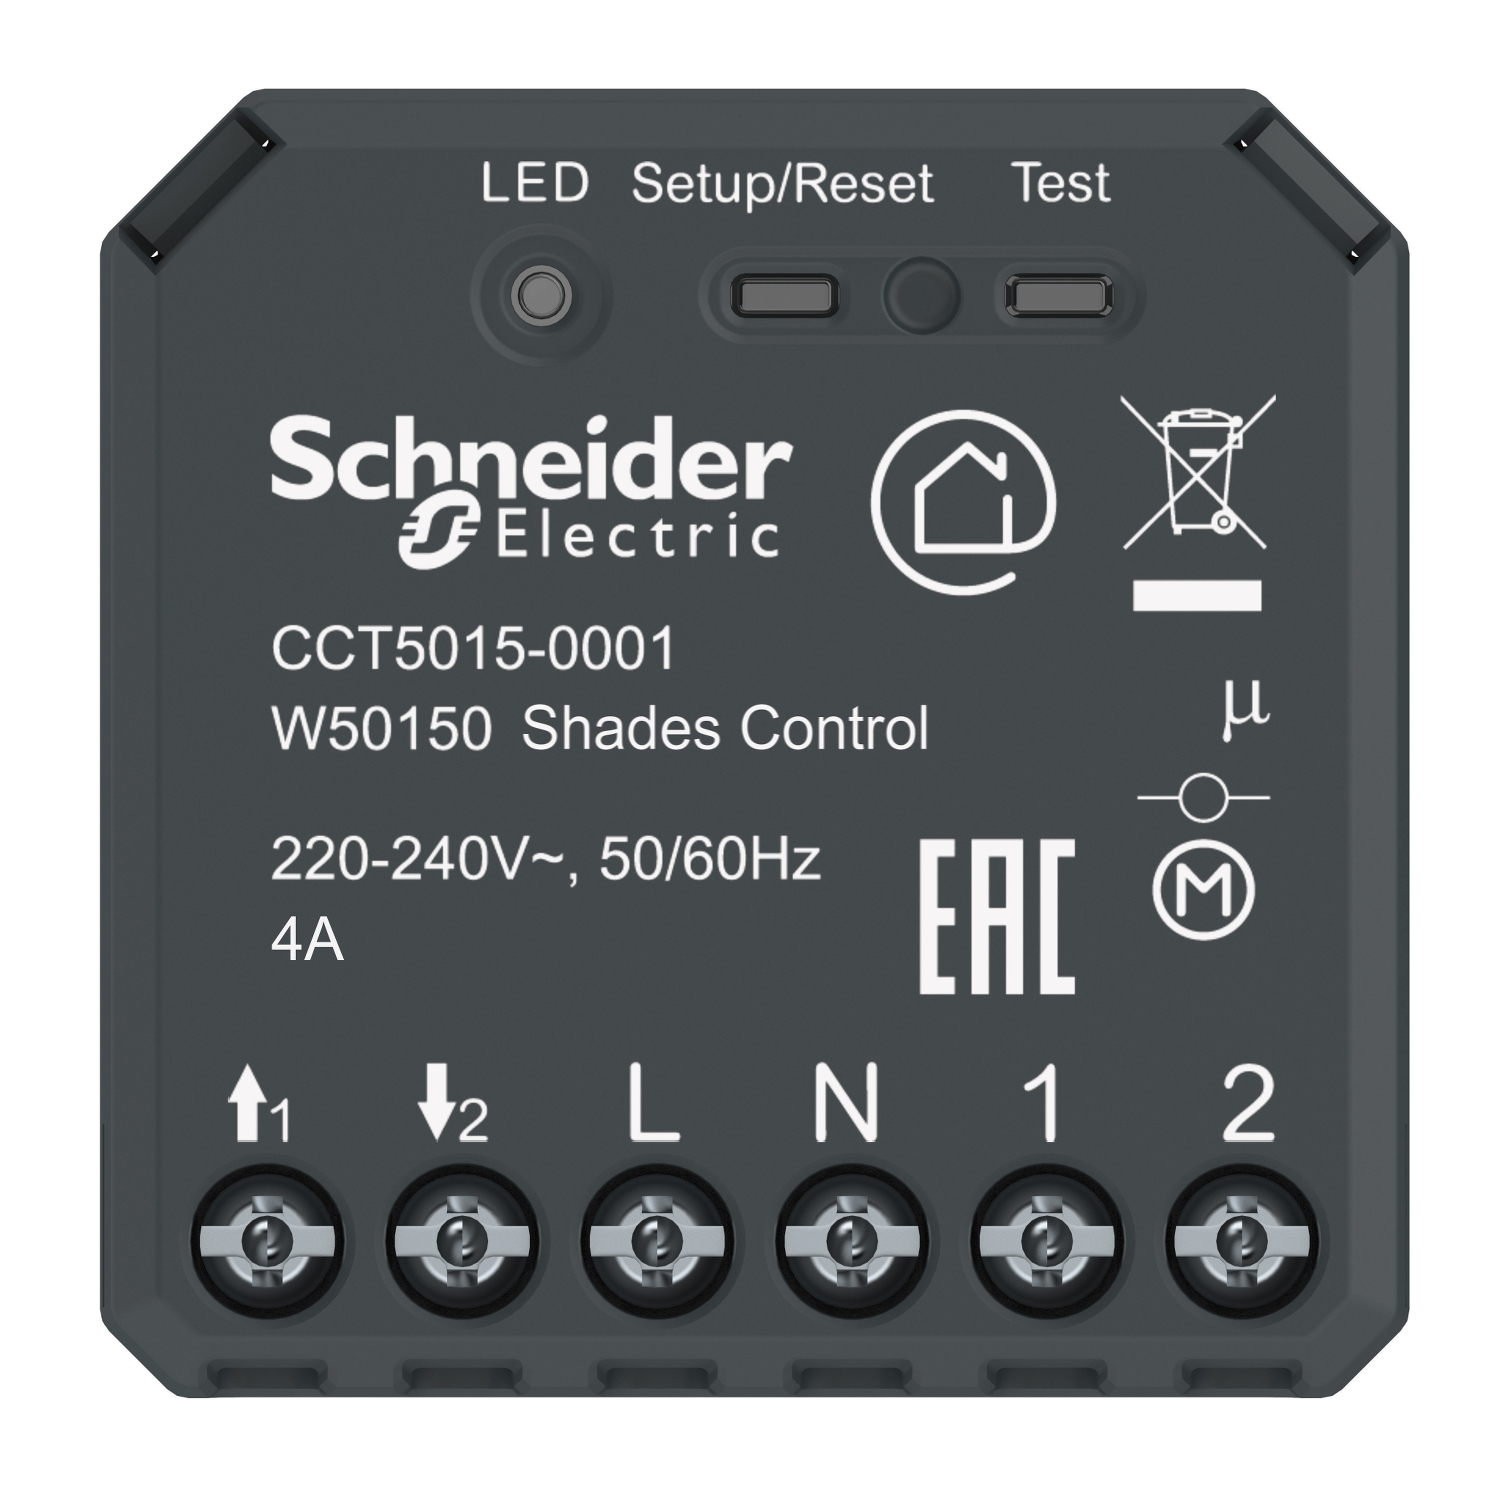 LED Setup/Reset Test
Schneider
Electric
CCT5015-0001
W50150 Shades Control
µ
220-240V~, 50/60Hz
4A
EAC
M
↑1 ↓2 L N 1 2